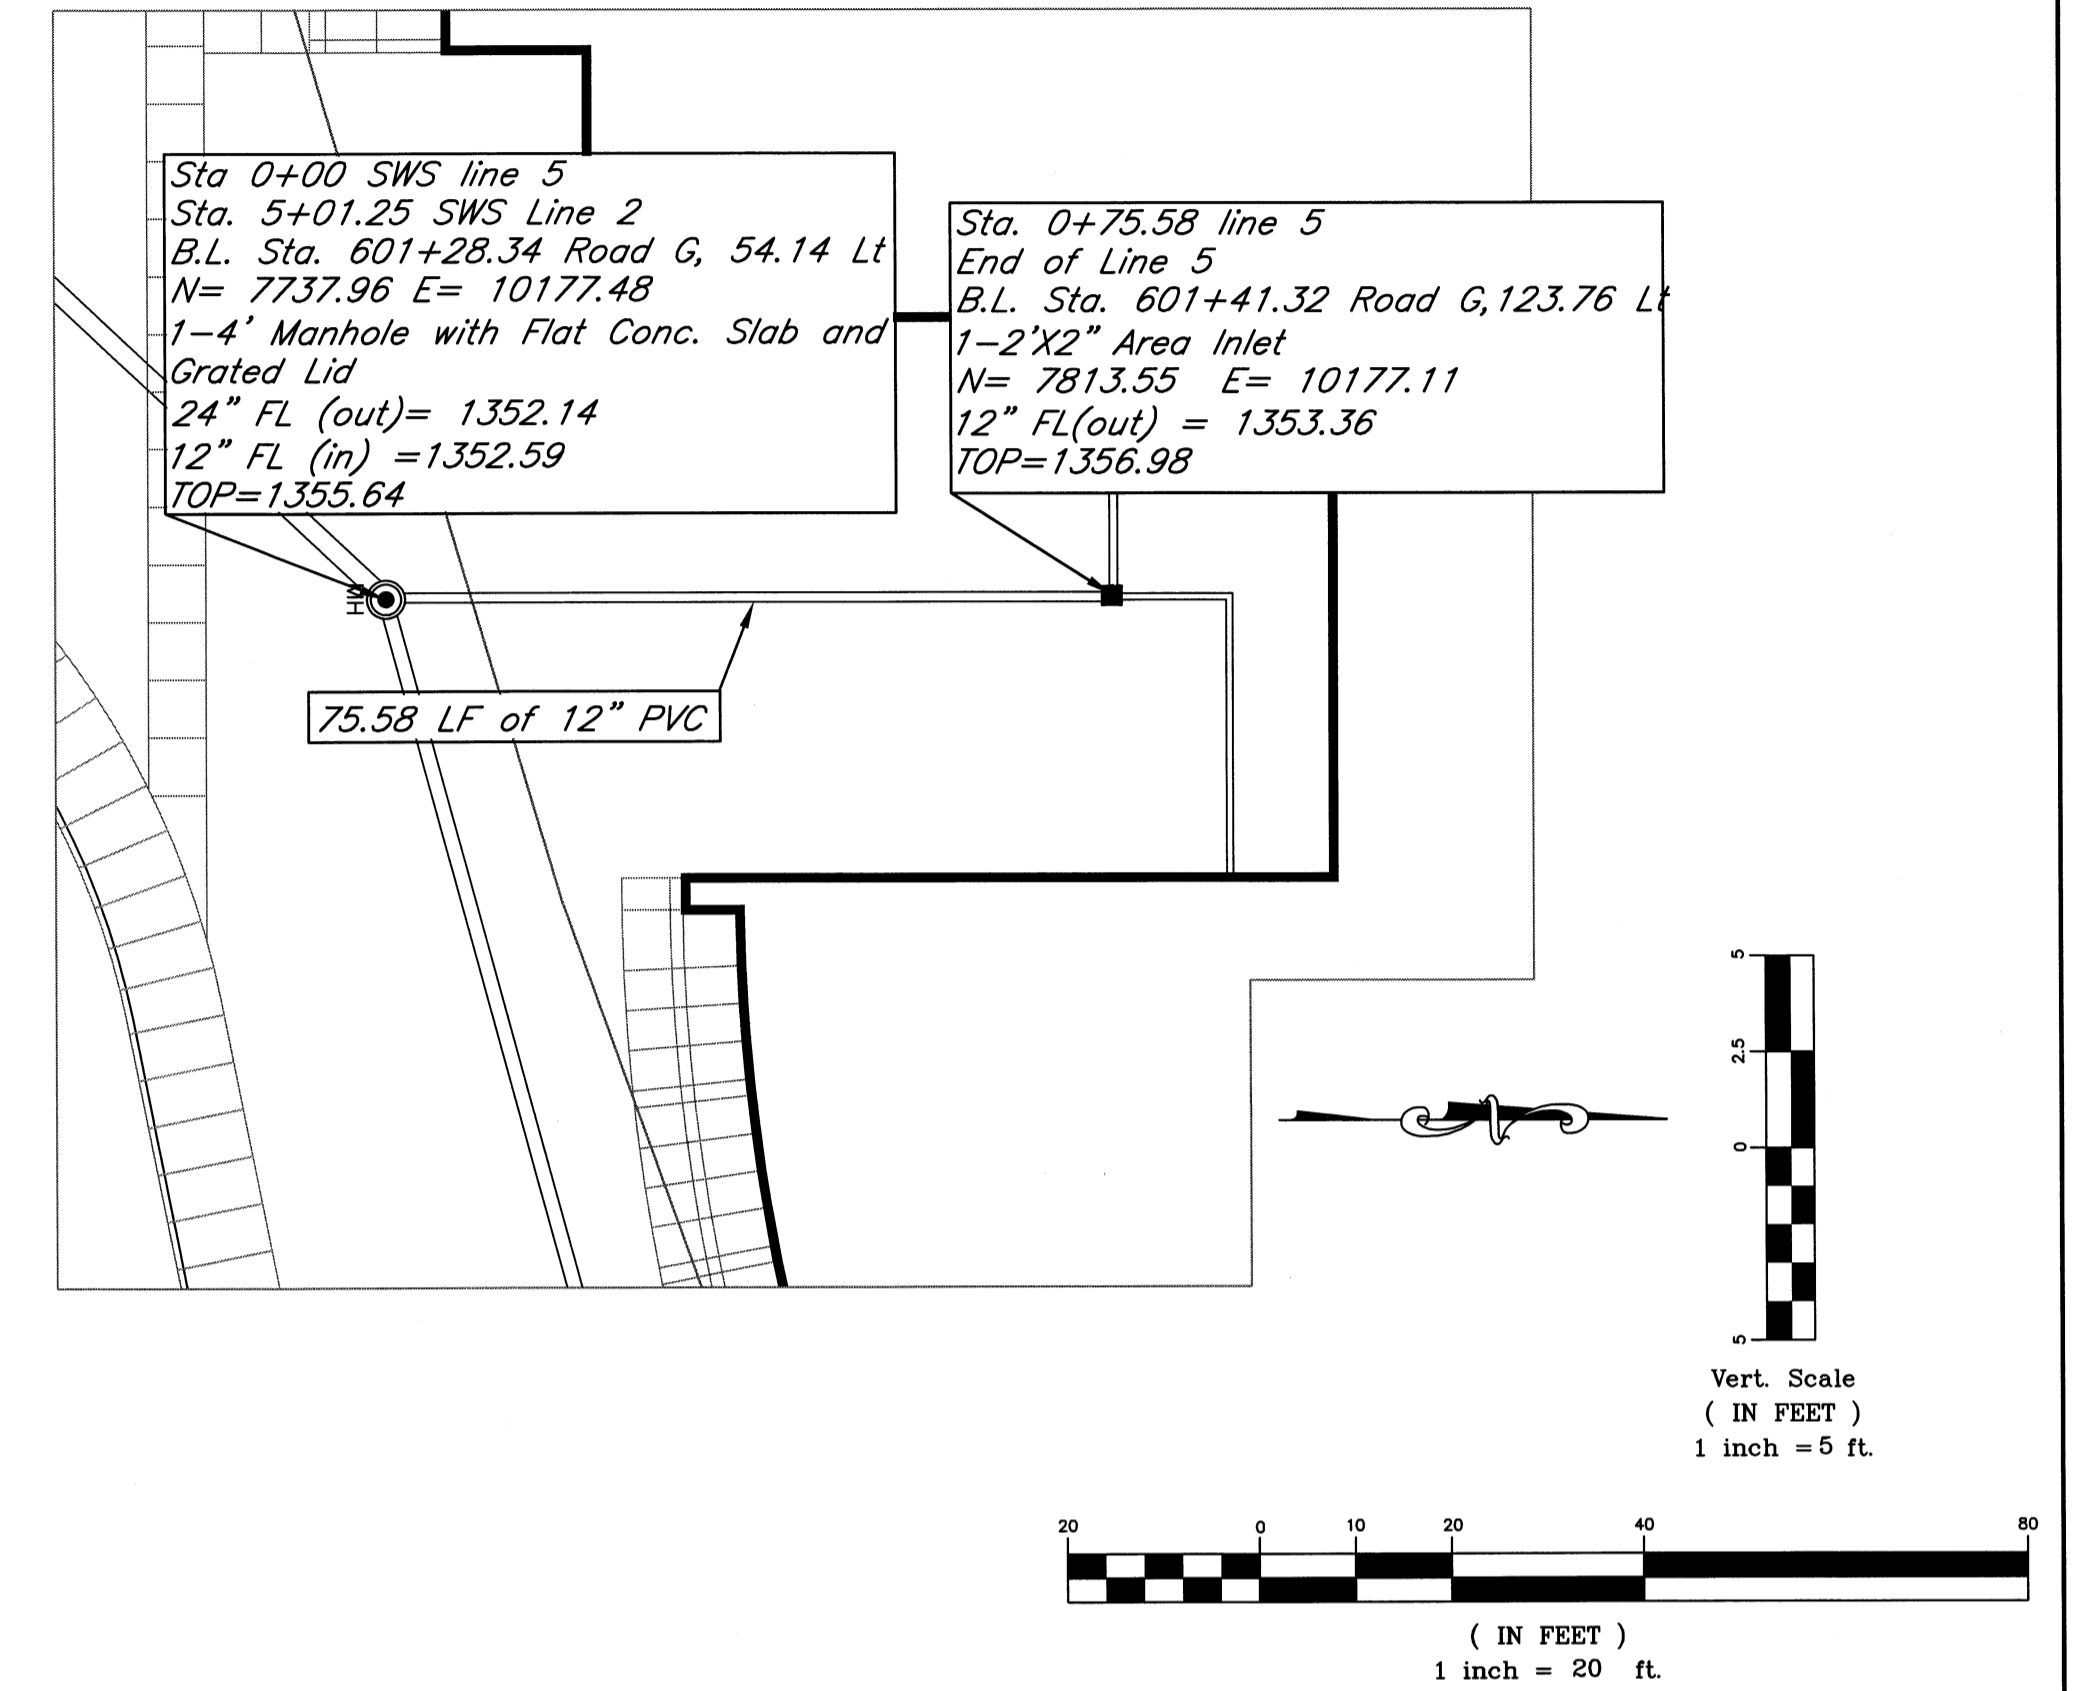 Sta 0+00 SWS line 5
Sta. 5+01.25 SWS Line 2
B.L. Sta. 601+28.34 Road G, 54.14 Lt
N= 7737.96 E= 10177.48
1-4' Manhole with Flat Conc. Slab and
Grated Lid
24" FL (out)= 1352.14
12" FL (in) =1352.59
TOP=1355.64
Sta. 0+75.58 line 5
End of Line 5
B.L. Sta. 601+41.32 Road G,123.76 Lt
1-2'X2" Area Inlet
N= 7813.55 E= 10177.11
12" FL(out) = 1353.36
TOP=1356.98
MH
75.58 LF of 12" PVC
N
5
2.5
0
5
Vert. Scale
( IN FEET )
1 inch =5 ft.
20 0 10 20 40 80
( IN FEET )
1 inch = 20 ft.